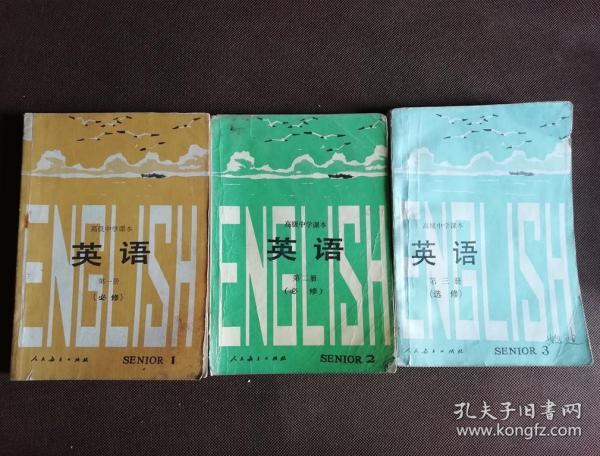 ENGLISH
高级中学课本
英语
第一册
(必修)
人民教育出版社
SENIOR 1
ENGLISH
高级中学课本
英语
第二册
(必修)
人民教育出版社
SENIOR 2
ENGLISH
高级中学课本
英语
第三册
(选修)
人民教育出版社
SENIOR 3
孔夫子旧书网
www.kongfz.com